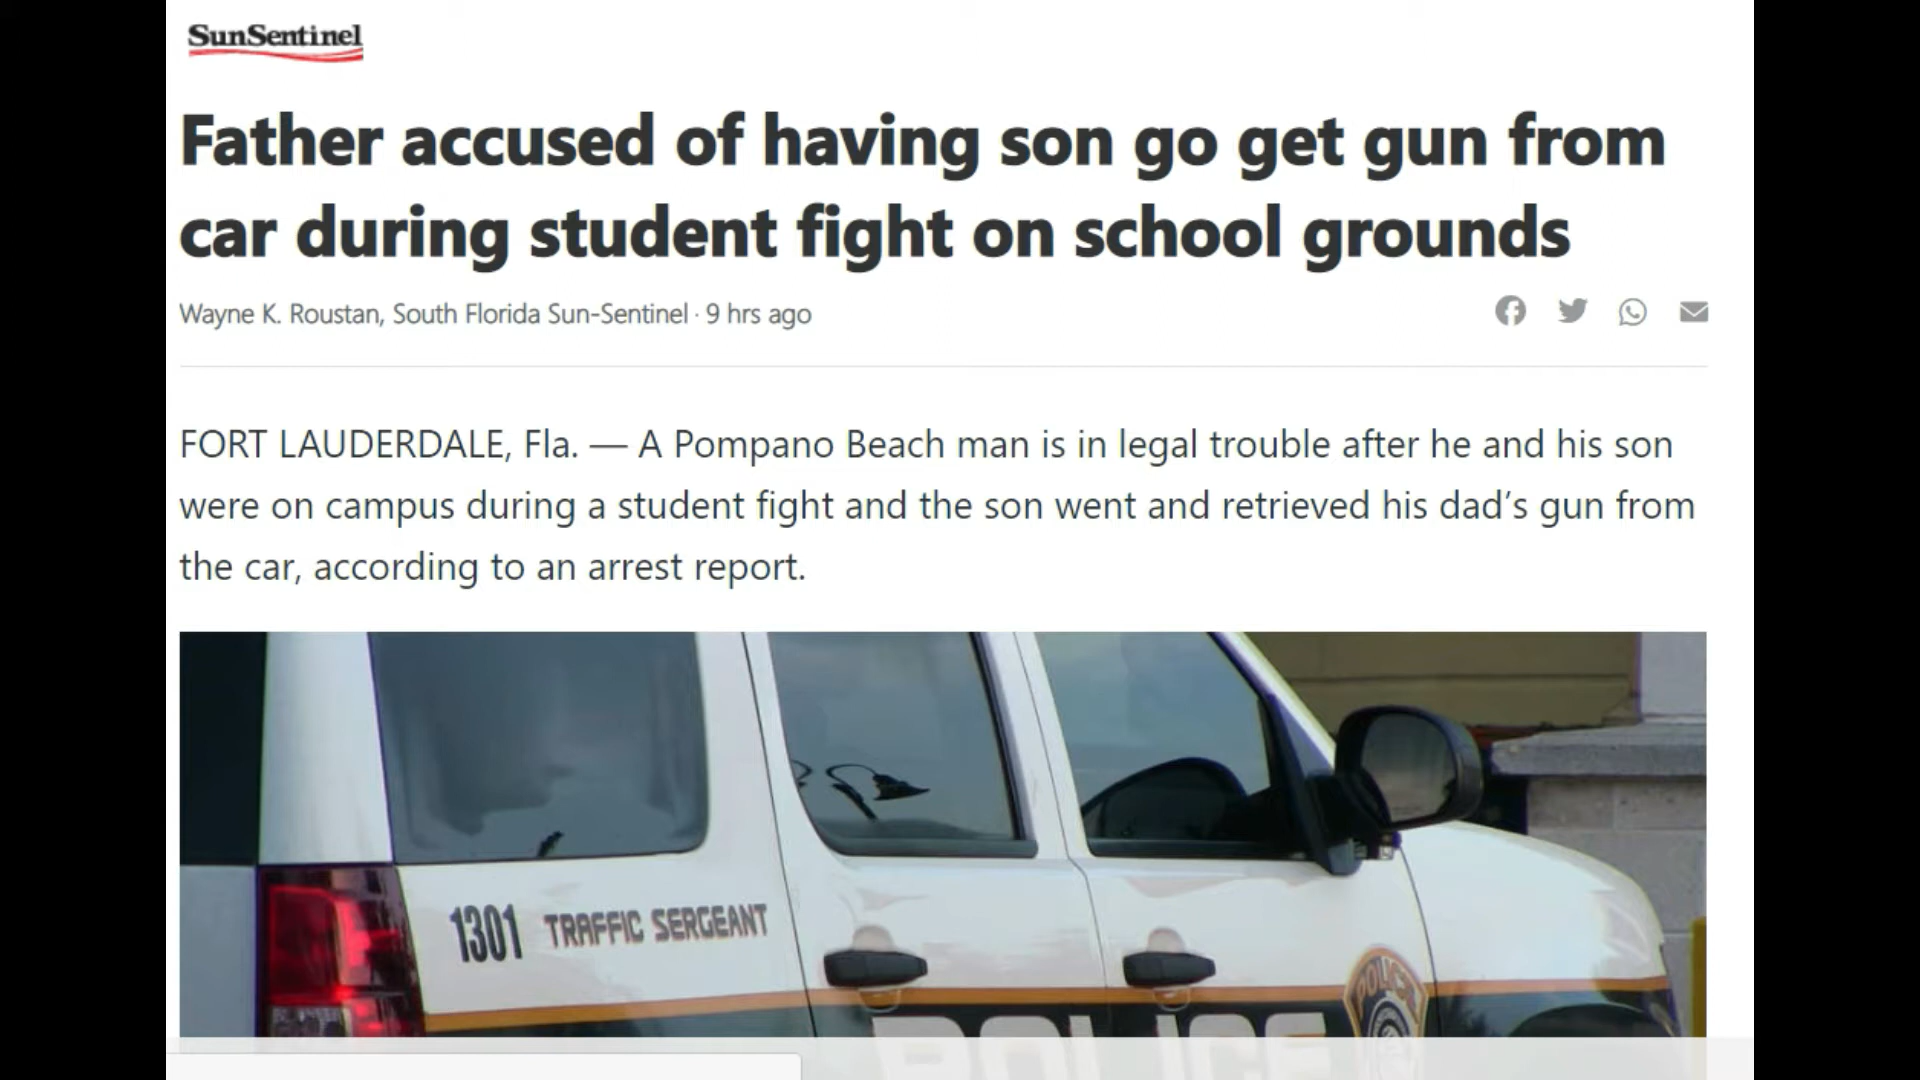 SunSentinel
Father accused of having son go get gun from
car during student fight on school grounds
Wayne K. Roustan, South Florida Sun-Sentinel · 9 hrs ago
FORT LAUDERDALE, Fla. — A Pompano Beach man is in legal trouble after he and his son
were on campus during a student fight and the son went and retrieved his dad’s gun from
the car, according to an arrest report.
1301 TRAFFIC SERGEANT
POLICE
POLICE